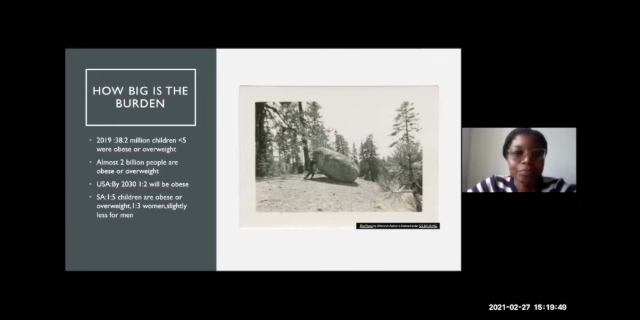 HOW BIG IS THE
BURDEN
• 2019 :38.2 million children <5
were obese or overweight
• Almost 2 billion people are
obese or overweight
• USA:By 2030 1:2 will be obese
• SA:1:5 children are obese or
overweight,1:3 women,slightly
less for men
2021-02-27 15:19:49